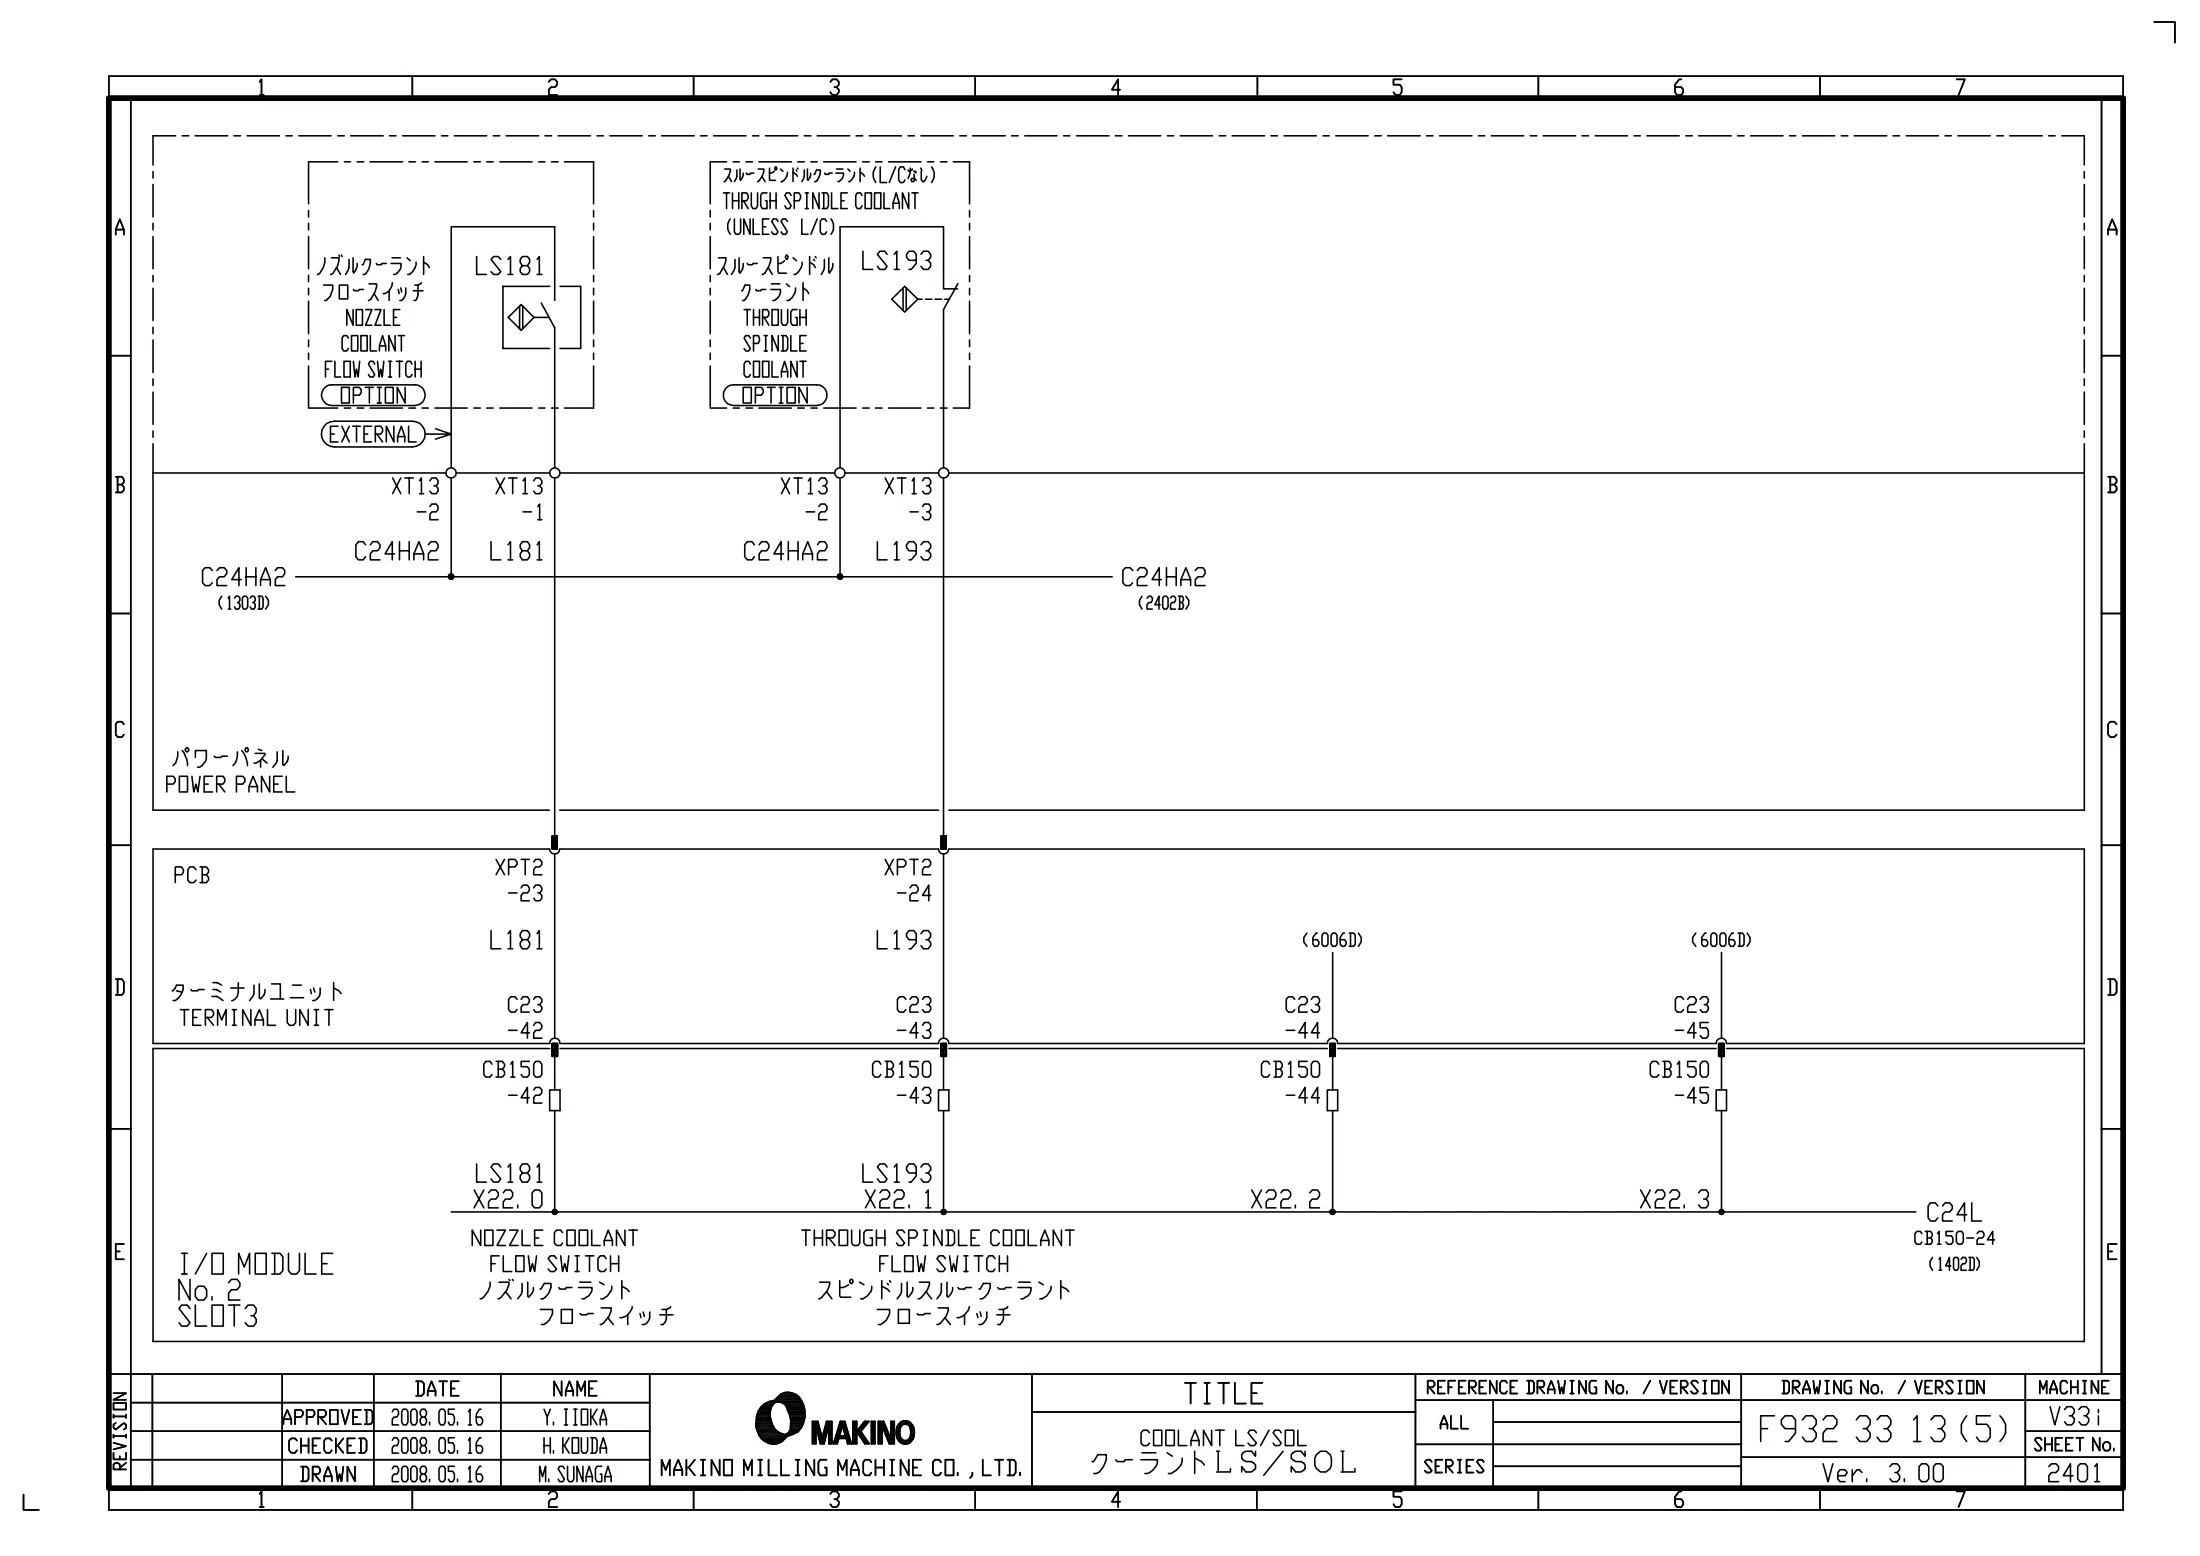 1 2 3 4 5 6 7
A A
B B
C C
D D
E E
ノズルクーラント
フロースイッチ
NOZZLE
COOLANT
FLOW SWITCH
OPTION
LS181
EXTERNAL
スルースピンドルクーラント(L/Cなし)
THRUGH SPINDLE COOLANT
(UNLESS L/C)
スルースピンドル
クーラント
THROUGH
SPINDLE
COOLANT
OPTION
LS193
XT13 XT13 XT13 XT13
-2 -1 -2 -3
C24HA2 L181 C24HA2 L193
C24HA2 C24HA2
(1303D) (2402B)
パワーパネル
POWER PANEL
PCB
XPT2 XPT2
-23 -24
L181 L193 (6006D) (6006D)
ターミナルユニット
TERMINAL UNIT
C23 C23 C23 C23
-42 -43 -44 -45
CB150 CB150 CB150 CB150
-42 -43 -44 -45
LS181 LS193
X22.0 X22.1 X22.2 X22.3
C24L
CB150-24
(1402D)
NOZZLE COOLANT
FLOW SWITCH
ノズルクーラント
フロースイッチ
THROUGH SPINDLE COOLANT
FLOW SWITCH
スピンドルスルークーラント
フロースイッチ
I/O MODULE
No.2
SLOT3
REVISION
DATE NAME
APPROVED 2008.05.16 Y.IIOKA
CHECKED 2008.05.16 H.KOUDA
DRAWN 2008.05.16 M.SUNAGA
MAKINO
MAKINO MILLING MACHINE CO.,LTD.
TITLE
COOLANT LS/SOL
クーラントLS/SOL
REFERENCE DRAWING No. / VERSION
ALL
SERIES
DRAWING No. / VERSION
F932 33 13(5)
Ver. 3.00
MACHINE
V33i
SHEET No.
2401
1 2 3 4 5 6 7